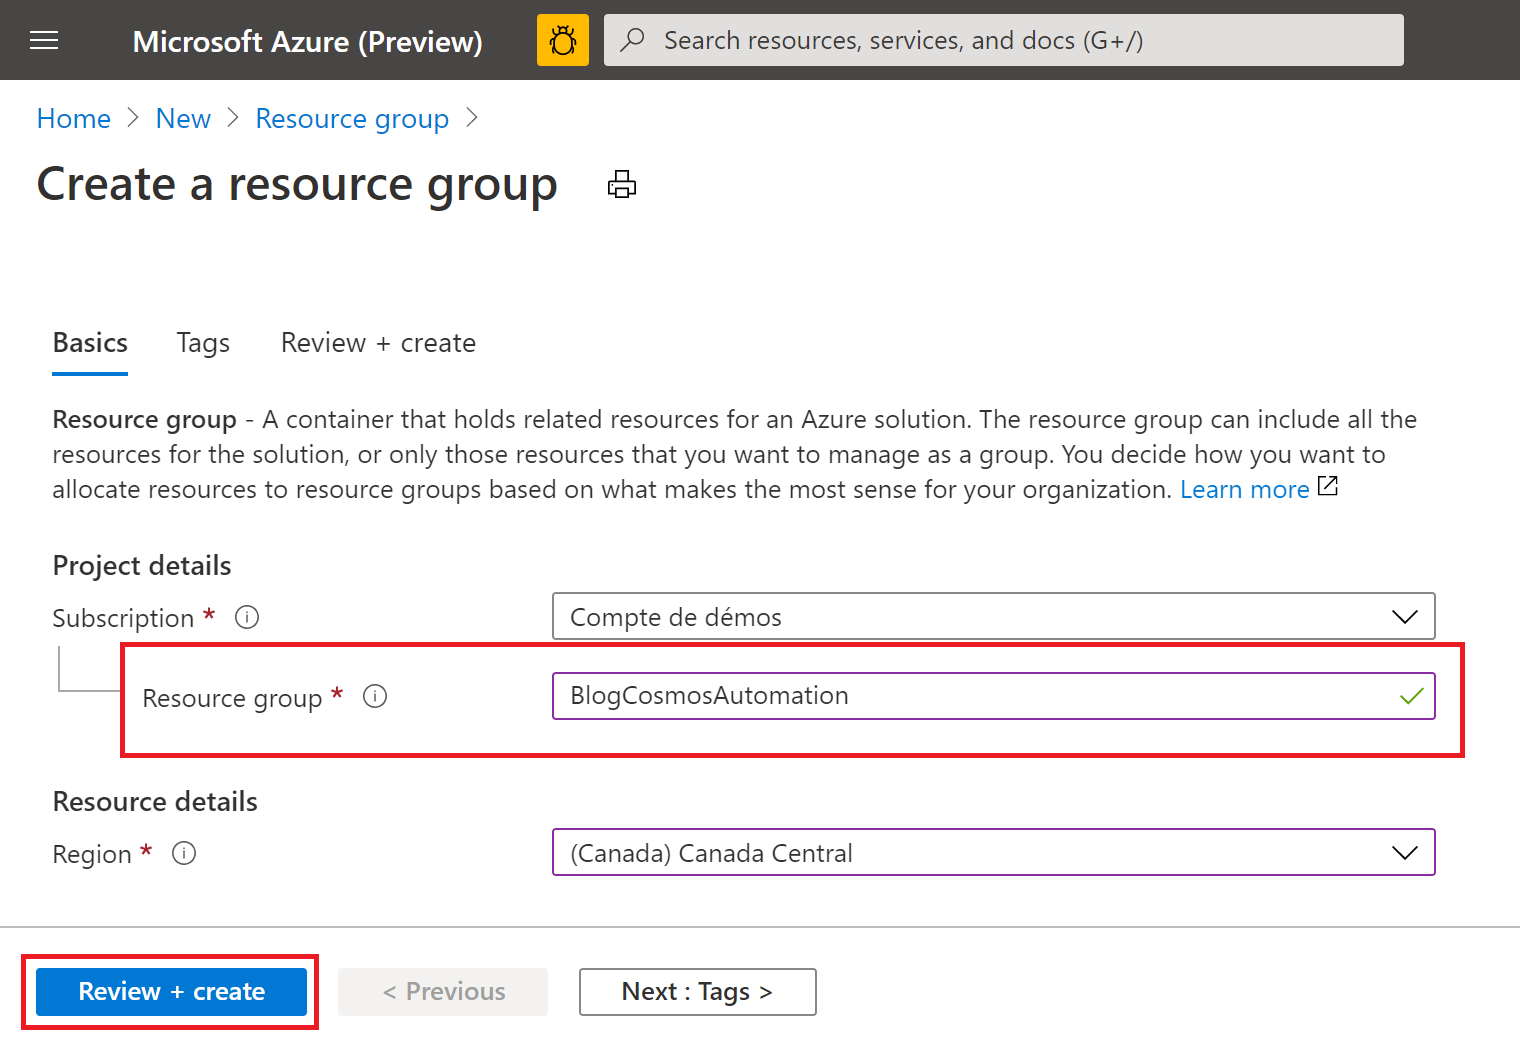 Microsoft Azure (Preview)
Search resources, services, and docs (G+/)
Home > New > Resource group >
Create a resource group
Basics
Tags
Review + create
Resource group - A container that holds related resources for an Azure solution. The resource group can include all the
resources for the solution, or only those resources that you want to manage as a group. You decide how you want to
allocate resources to resource groups based on what makes the most sense for your organization. Learn more
Project details
Subscription *
Compte de démos
Resource group *
BlogCosmosAutomation
Resource details
Region *
(Canada) Canada Central
Review + create
< Previous
Next : Tags >